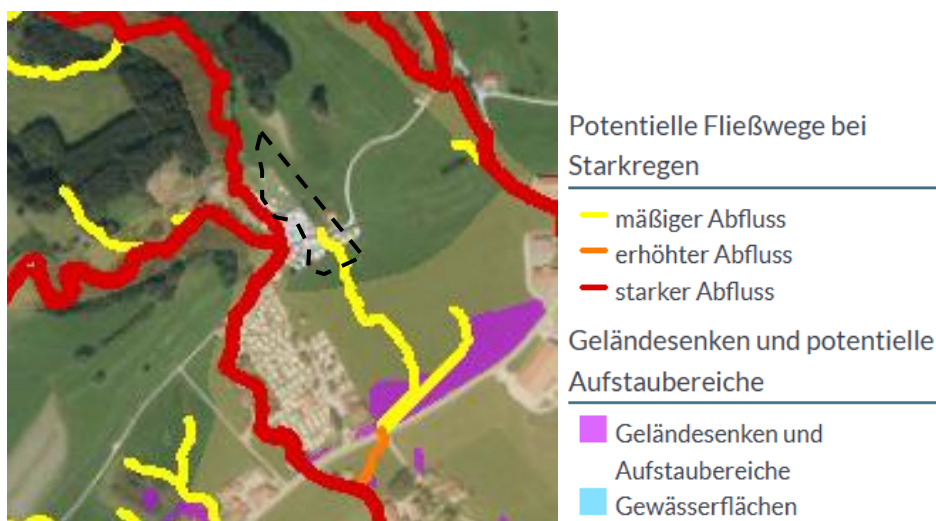 Potentielle Fließwege bei
Starkregen
mäßiger Abfluss
erhöhter Abfluss
starker Abfluss
Geländesenken und potentielle
Aufstaubereiche
Geländesenken und
Aufstaubereiche
Gewässerflächen